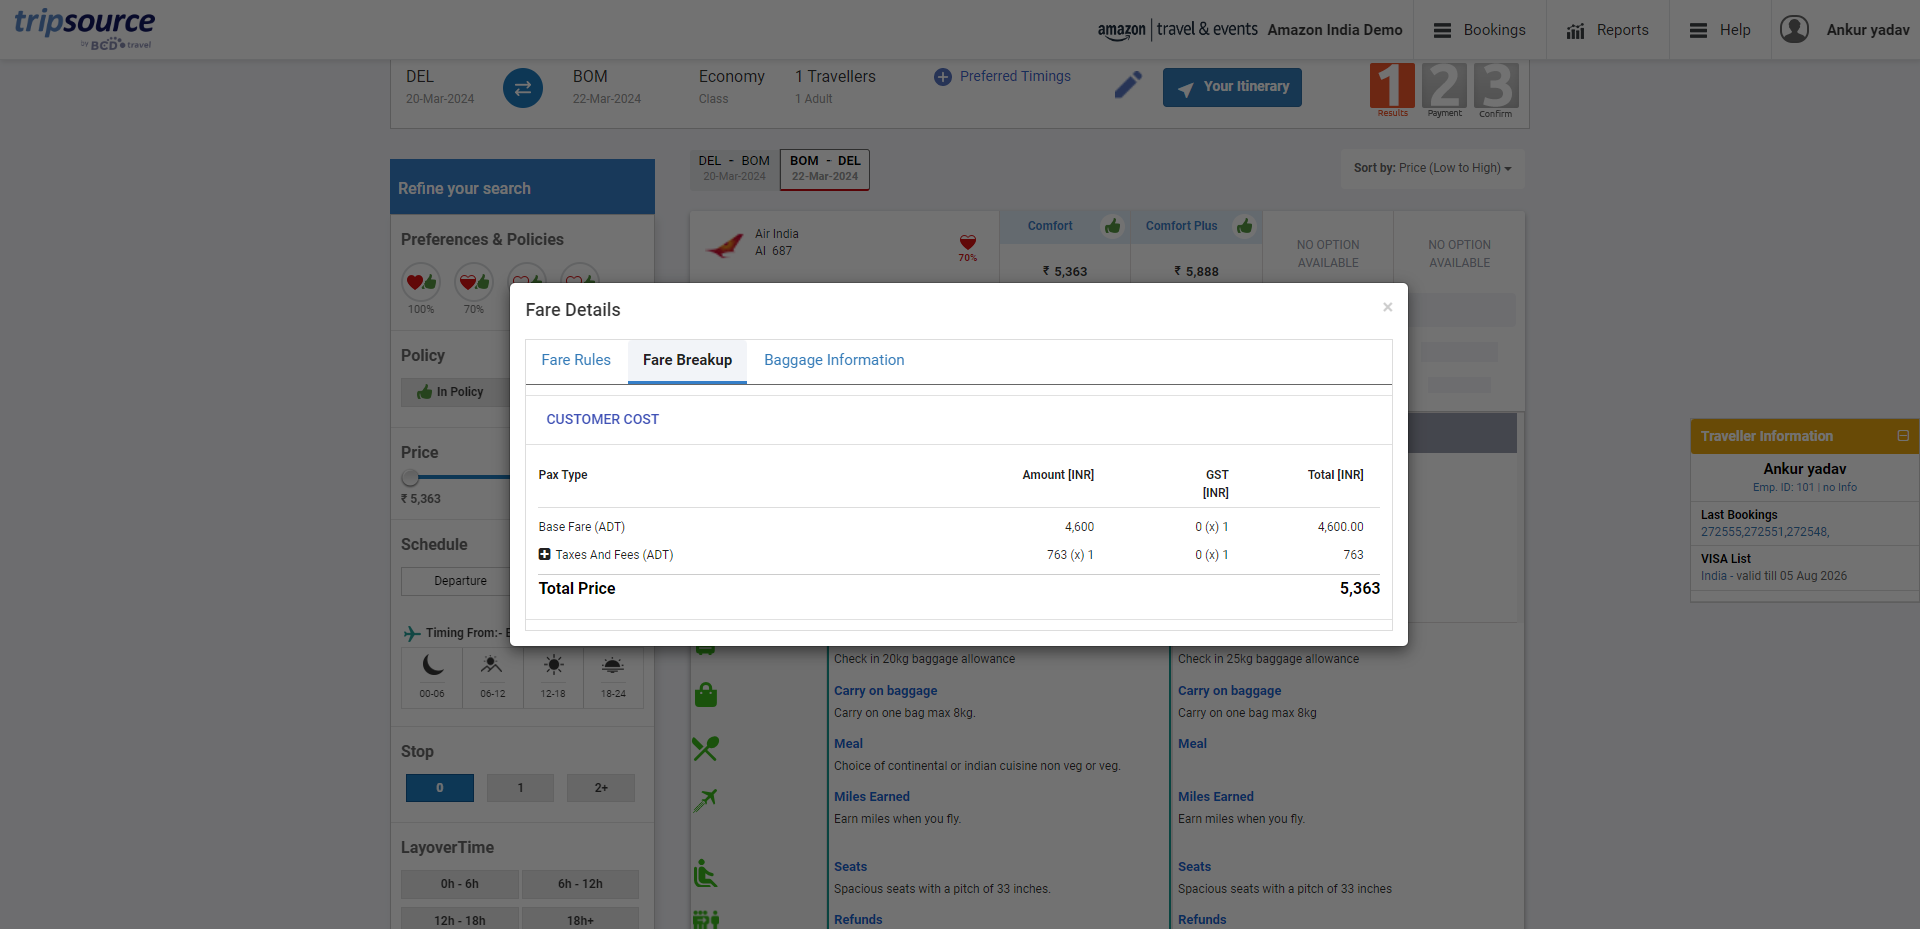 tripsource
by BCD travel
amazon | travel & events Amazon India Demo
Bookings
Reports
Help
Ankur yadav
DEL
20-Mar-2024
BOM
22-Mar-2024
Economy
Class
1 Travellers
1 Adult
Preferred Timings
Your Itinerary
1 2 3
Results Payment Confirm
DEL - BOM
20-Mar-2024
BOM - DEL
22-Mar-2024
Sort by: Price (Low to High)
Refine your search
Preferences & Policies
100% 70%
Policy
In Policy
Price
₹ 5,363
Schedule
Departure
Timing From:-
00-06 06-12 12-18 18-24
Stop
0 1 2+
LayoverTime
0h - 6h 6h - 12h
12h - 18h 18h+
Air India
AI 687
70%
Comfort
₹ 5,363
Comfort Plus
₹ 5,888
NO OPTION
AVAILABLE
NO OPTION
AVAILABLE
Fare Details
×
Fare Rules Fare Breakup Baggage Information
CUSTOMER COST
Pax Type Amount [INR] GST [INR] Total [INR]
Base Fare (ADT) 4,600 0 (x) 1 4,600.00
Taxes And Fees (ADT) 763 (x) 1 0 (x) 1 763
Total Price 5,363
Check in 20kg baggage allowance
Carry on baggage
Carry on one bag max 8kg.
Meal
Choice of continental or indian cuisine non veg or veg.
Miles Earned
Earn miles when you fly.
Seats
Spacious seats with a pitch of 33 inches.
Refunds
Check in 25kg baggage allowance
Carry on baggage
Carry on one bag max 8kg
Meal
Miles Earned
Earn miles when you fly.
Seats
Spacious seats with a pitch of 33 inches
Refunds
Traveller Information
Ankur yadav
Emp. ID: 101 | no Info
Last Bookings
272555,272551,272548,
VISA List
India - valid till 05 Aug 2026